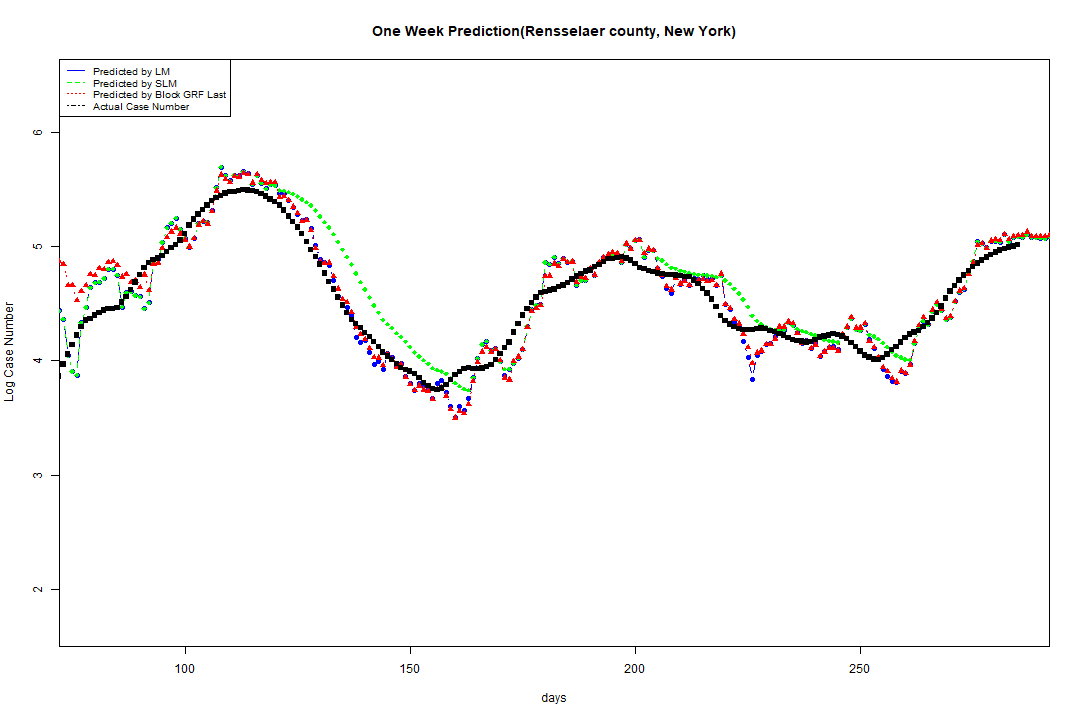 One Week Prediction(Rensselaer county, New York)
Predicted by LM
Predicted by SLM
Predicted by Block GRF Last
Actual Case Number
6
5
4
3
2
Log Case Number
100 150 200 250
days